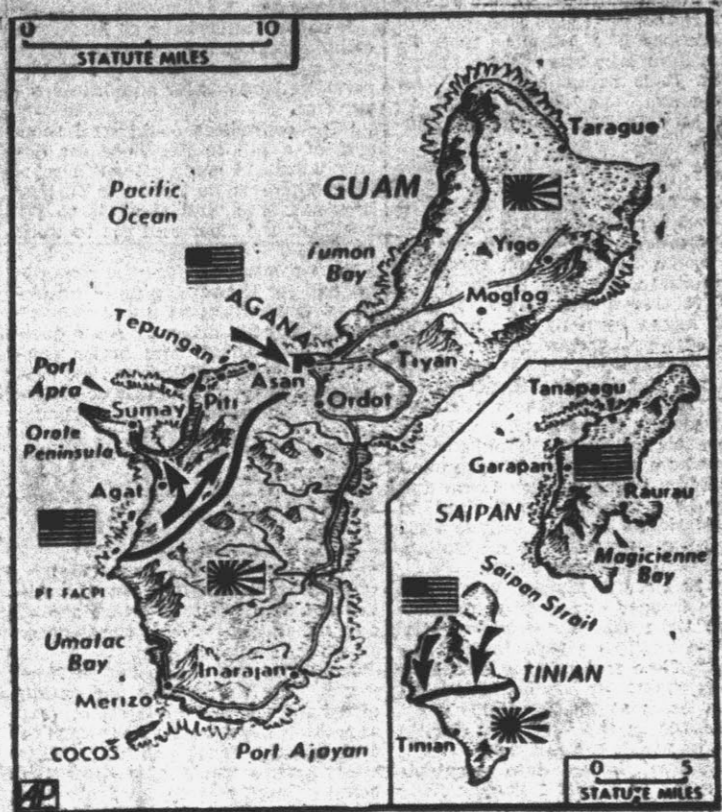 0 10
STATUTE MILES
Tarague
Pacific
Ocean
GUAM
Tumon
Bay
Yigo
Mogfog
AGANA
Tepungan
Tiyan
Port
Apra
Asan
Piti
Sumay
Ordot
Orote
Peninsula
Agat
PT FACPI
Umatac
Bay
Inarajan
Merizo
COCOS
Port Ajayan
Tanapagu
Garapan
Raurau
SAIPAN
Magicienne
Bay
Saipan Strait
TINIAN
Tinian
0 5
STATUTE MILES
AP